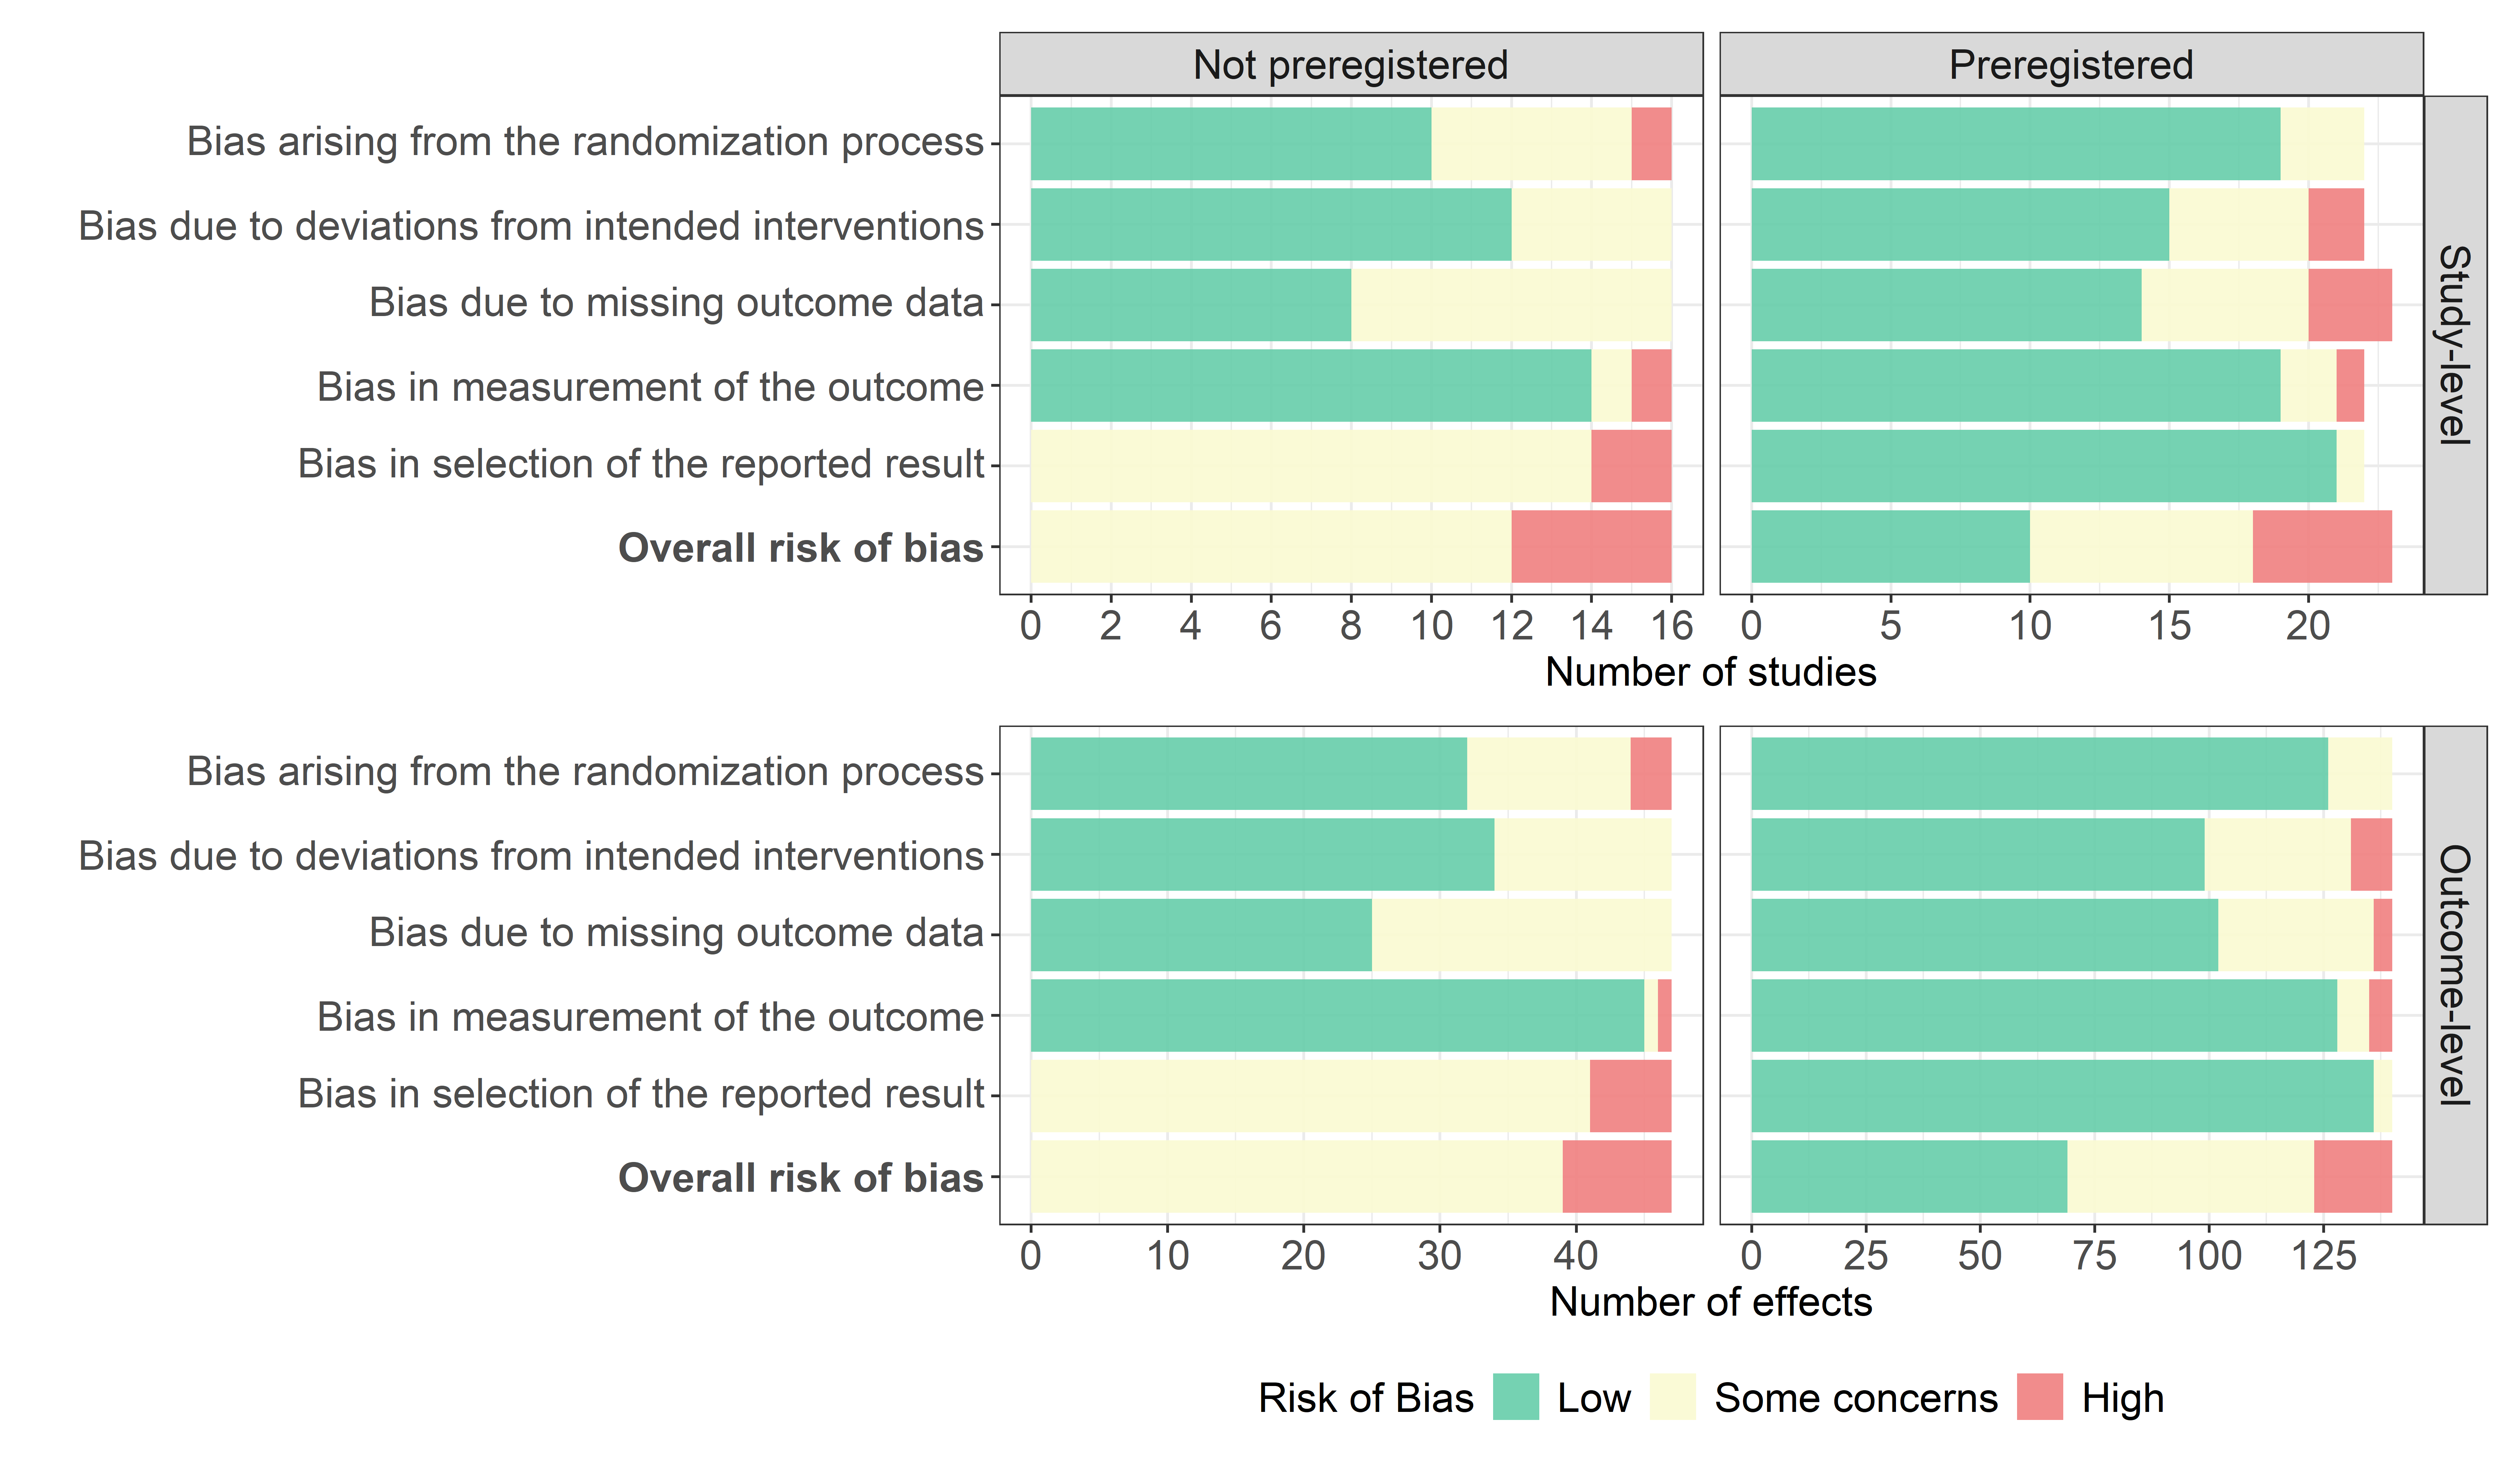 Not preregistered
Preregistered
Bias arising from the randomization process
Bias due to deviations from intended interventions
Bias due to missing outcome data
Bias in measurement of the outcome
Bias in selection of the reported result
Overall risk of bias
Study-level
0 2 4 6 8 10 12 14 16
0 5 10 15 20
Number of studies
Bias arising from the randomization process
Bias due to deviations from intended interventions
Bias due to missing outcome data
Bias in measurement of the outcome
Bias in selection of the reported result
Overall risk of bias
Outcome-level
0 10 20 30 40
0 25 50 75 100 125
Number of effects
Risk of Bias Low Some concerns High